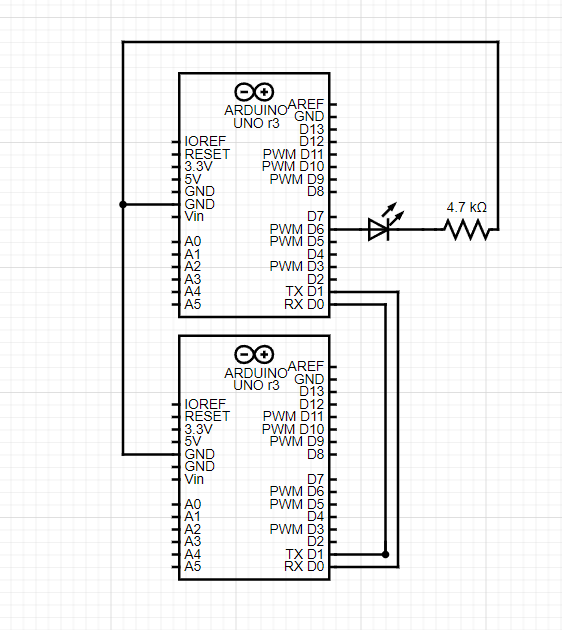 ARDUINO
UNO r3
AREF
GND
D13
D12
PWM D11
PWM D10
PWM D9
D8
D7
PWM D6
PWM D5
D4
PWM D3
D2
TX D1
RX D0
IOREF
RESET
3.3V
5V
GND
GND
Vin
A0
A1
A2
A3
A4
A5
4.7 kΩ
ARDUINO
UNO r3
AREF
GND
D13
D12
PWM D11
PWM D10
PWM D9
D8
D7
PWM D6
PWM D5
D4
PWM D3
D2
TX D1
RX D0
IOREF
RESET
3.3V
5V
GND
GND
Vin
A0
A1
A2
A3
A4
A5